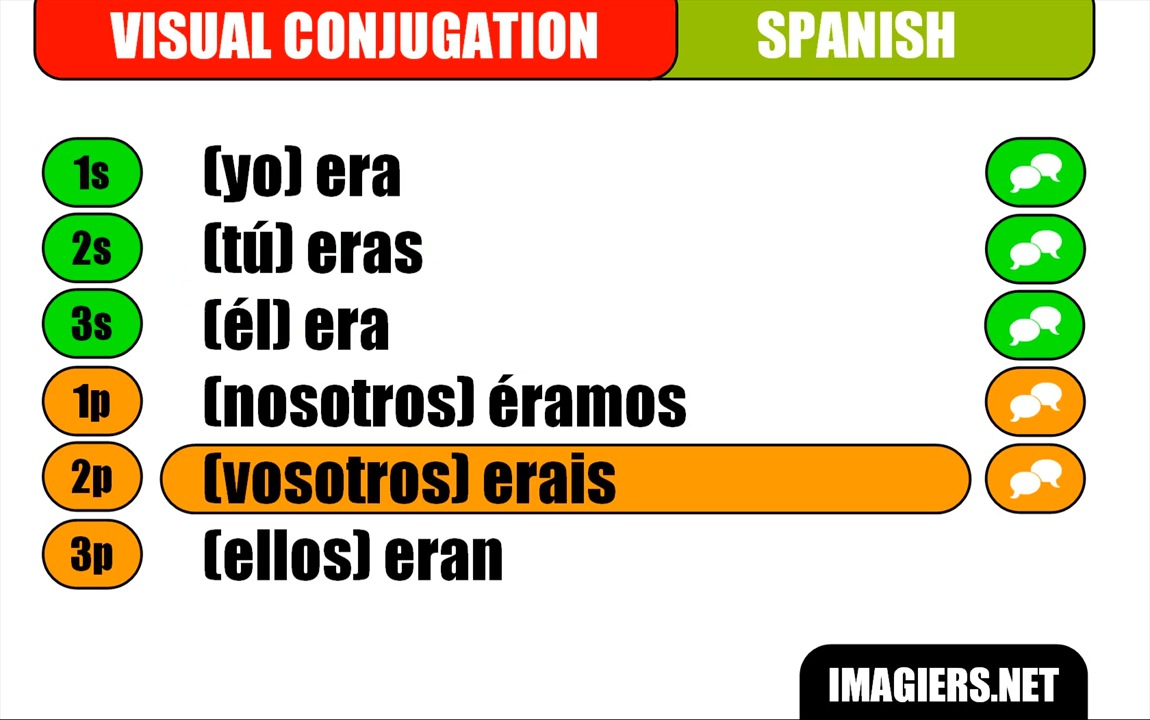 VISUAL CONJUGATION SPANISH
1s (yo) era
2s (tú) eras
3s (él) era
1p (nosotros) éramos
2p (vosotros) erais
3p (ellos) eran
IMAGIERS.NET